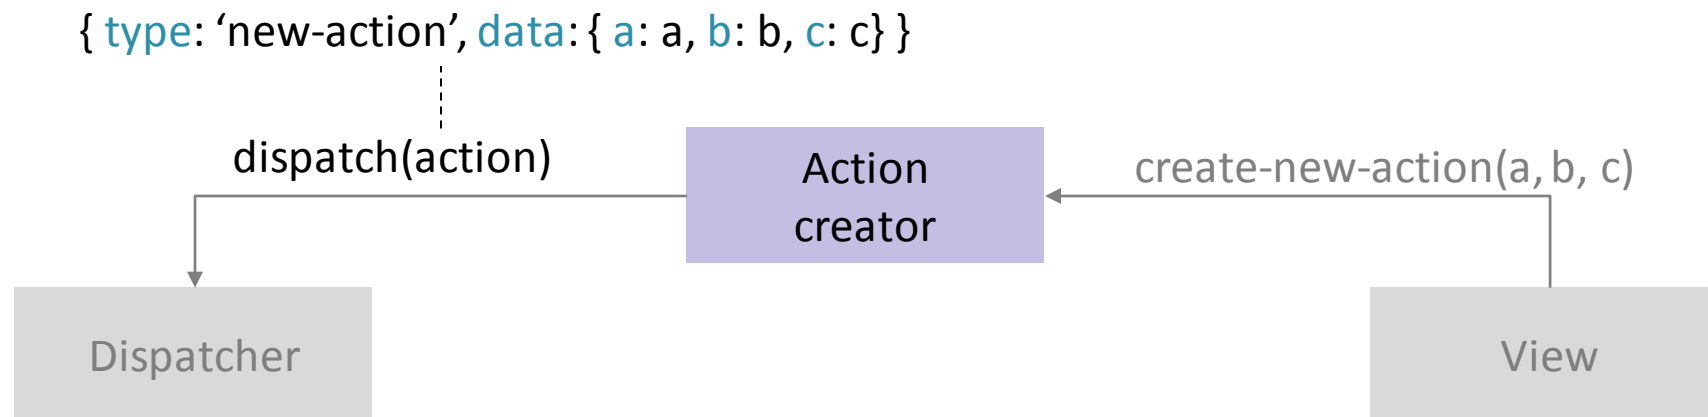 { type: ‘new-action’, data: { a: a, b: b, c: c} }
dispatch(action)
Action
creator
create-new-action(a, b, c)
Dispatcher
View